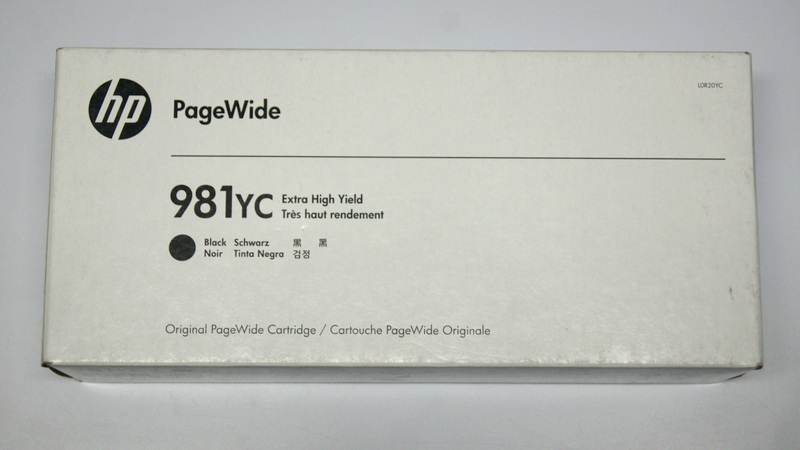 hp
PageWide
L0R20YC
981YC
Extra High Yield
Très haut rendement
Black Schwarz 黒 黑
Noir Tinta Negra 검정
Original PageWide Cartridge / Cartouche PageWide Originale